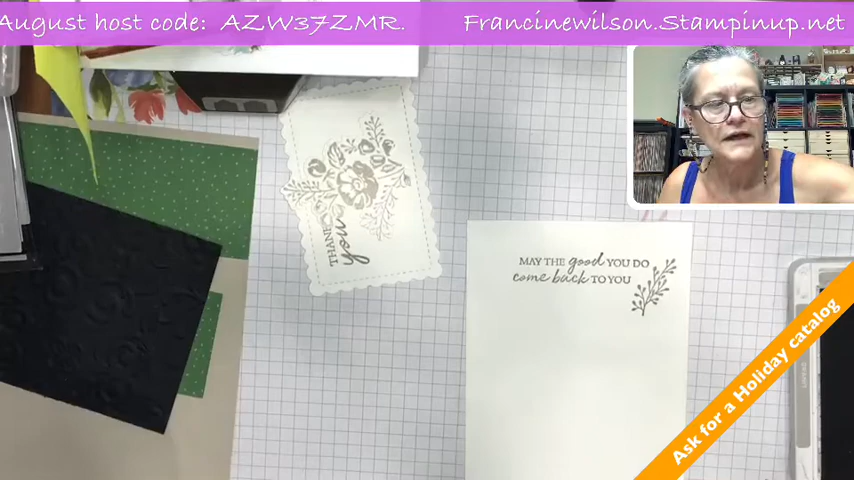 August host code: AZW37ZMR.
Francinewilson.Stampinup.net
THANK
you
MAY THE good YOU DO
come back TO YOU
Ask for a Holiday catalog